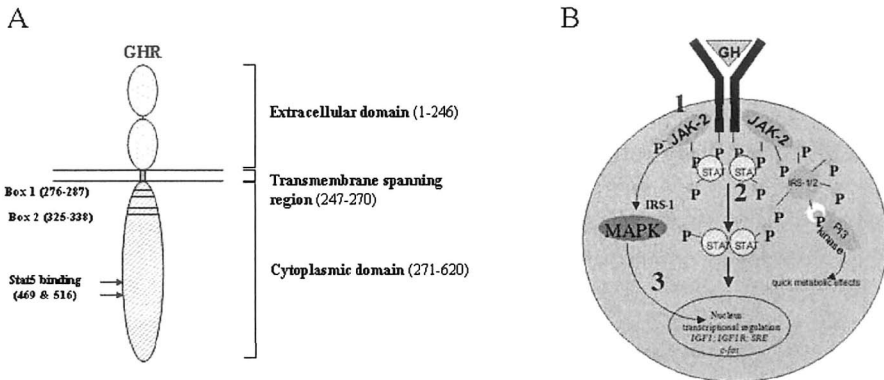 A
GHR
Extracellular domain (1-246)
Transmembrane spanning
region (247-270)
Box 1 (276-287)
Box 2 (325-338)
Cytoplasmic domain (271-620)
Stat5 binding
(469 & 516)
B
GH
1
JAK-2
JAK-2
P
P
P
P
P
P
P
P
P
P
STAT
STAT
IRS-1/2
P
P
P
2
IRS-1
MAPK
P
P
STAT
STAT
P
Pi3
kinase
3
quick metabolic effects
Nucleus
transcriptional regulation
IGF1; IGF1R; SRE
c-fos